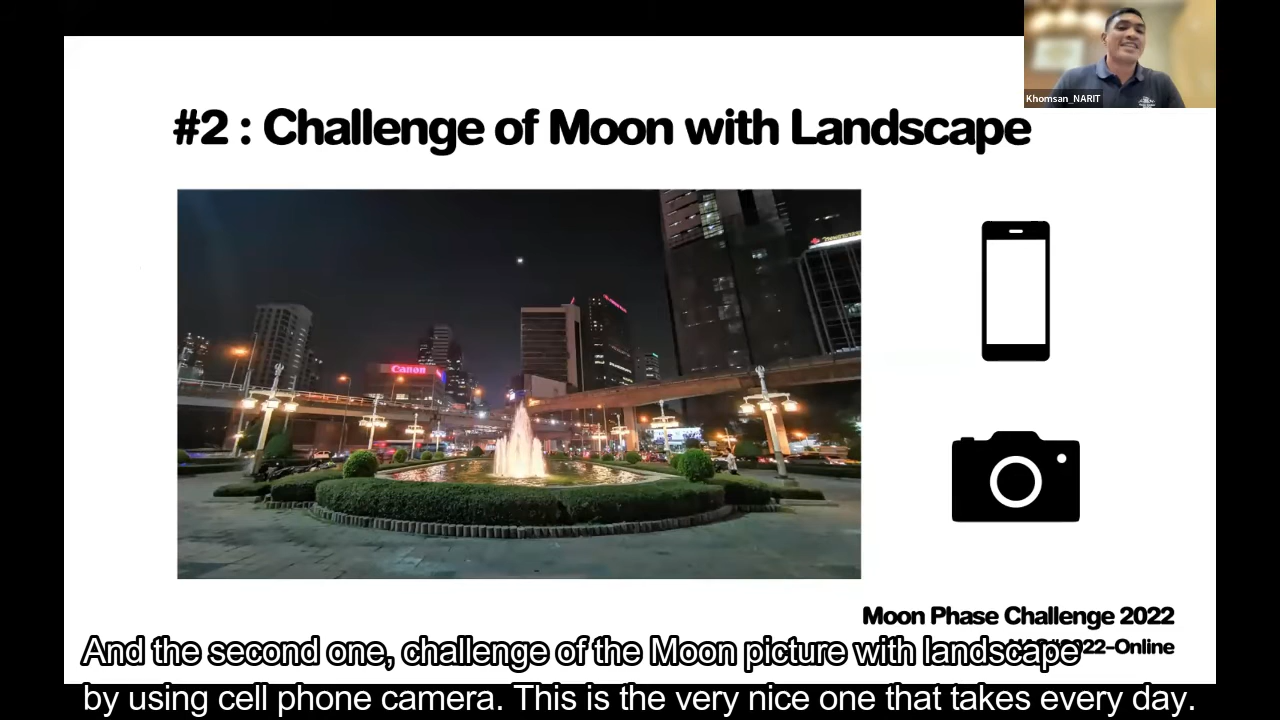 Khomsan_NARIT
#2 : Challenge of Moon with Landscape
Canon
Moon Phase Challenge 2022
2022-Online
And the second one, challenge of the Moon picture with landscape
by using cell phone camera. This is the very nice one that takes every day.